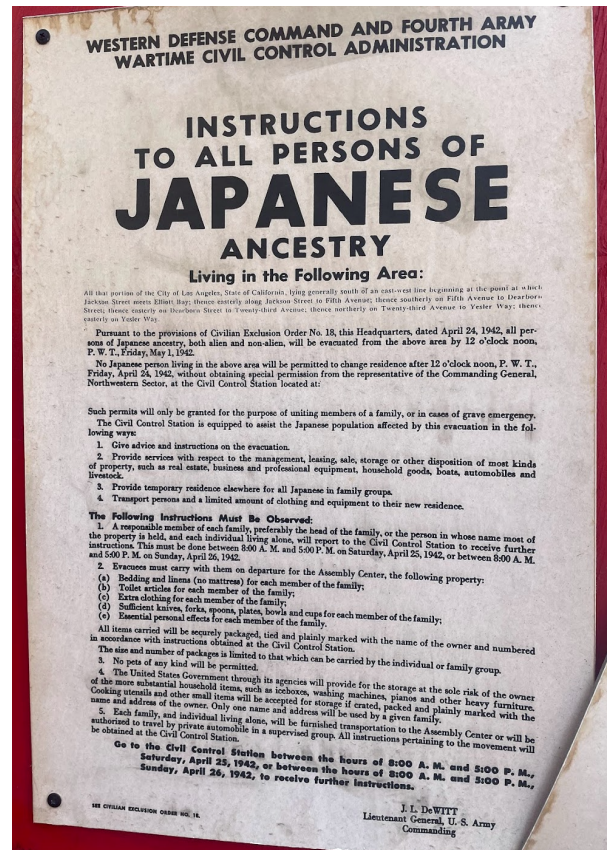 WESTERN DEFENSE COMMAND AND FOURTH ARMY
WARTIME CIVIL CONTROL ADMINISTRATION
INSTRUCTIONS
TO ALL PERSONS OF
JAPANESE
ANCESTRY
Living in the Following Area:
All that portion of the City of Los Angeles, State of California, lying generally south of an east-west line beginning at the point at which
Jackson Street meets Elliott Bay; thence easterly along Jackson Street to Fifth Avenue; thence southerly on Fifth Avenue to Dearborn
Street; thence easterly on Dearborn Street to Twenty-third Avenue; thence northerly on Twenty-third Avenue to Yesler Way; thence
easterly on Yesler Way.
Pursuant to the provisions of Civilian Exclusion Order No. 18, this Headquarters, dated April 24, 1942, all per-
sons of Japanese ancestry, both alien and non-alien, will be evacuated from the above area by 12 o'clock noon,
P. W. T., Friday, May 1, 1942.
No Japanese person living in the above area will be permitted to change residence after 12 o'clock noon, P. W. T.,
Friday, April 24, 1942, without obtaining special permission from the representative of the Commanding General,
Northwestern Sector, at the Civil Control Station located at:
Such permits will only be granted for the purpose of uniting members of a family, or in cases of grave emergency.
The Civil Control Station is equipped to assist the Japanese population affected by this evacuation in the fol-
lowing ways:
1. Give advice and instructions on the evacuation.
2. Provide services with respect to the management, leasing, sale, storage or other disposition of most kinds
of property, such as real estate, business and professional equipment, household goods, boats, automobiles and
livestock.
3. Provide temporary residence elsewhere for all Japanese in family groups.
4. Transport persons and a limited amount of clothing and equipment to their new residence.
The Following Instructions Must Be Observed:
1. A responsible member of each family, preferably the head of the family, or the person in whose name most of
the property is held, and each individual living alone, will report to the Civil Control Station to receive further
instructions. This must be done between 8:00 A. M. and 5:00 P. M. on Saturday, April 25, 1942, or between 8:00 A. M.
and 5:00 P. M. on Sunday, April 26, 1942.
2. Evacuees must carry with them on departure for the Assembly Center, the following property:
(a) Bedding and linens (no mattress) for each member of the family;
(b) Toilet articles for each member of the family;
(c) Extra clothing for each member of the family;
(d) Sufficient knives, forks, spoons, plates, bowls and cups for each member of the family;
(e) Essential personal effects for each member of the family.
All items carried will be securely packaged, tied and plainly marked with the name of the owner and numbered
in accordance with instructions obtained at the Civil Control Station.
The size and number of packages is limited to that which can be carried by the individual or family group.
3. No pets of any kind will be permitted.
4. The United States Government through its agencies will provide for the storage at the sole risk of the owner
of the more substantial household items, such as iceboxes, washing machines, pianos and other heavy furniture.
Cooking utensils and other small items will be accepted for storage if crated, packed and plainly marked with the
name and address of the owner. Only one name and address will be used by a given family.
5. Each family, and individual living alone, will be furnished transportation to the Assembly Center or will be
authorized to travel by private automobile in a supervised group. All instructions pertaining to the movement will
be obtained at the Civil Control Station.
Go to the Civil Control Station between the hours of 8:00 A. M. and 5:00 P. M.,
Saturday, April 25, 1942, or between the hours of 8:00 A. M. and 5:00 P. M.,
Sunday, April 26, 1942, to receive further instructions.
J. L. DeWITT
Lieutenant General, U. S. Army
Commanding
SEE CIVILIAN EXCLUSION ORDER NO. 18.